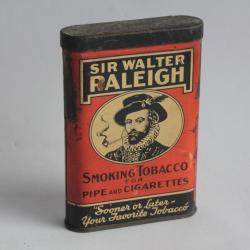 SIR WALTER
RALEIGH
SMOKING TOBACCO
FOR
PIPE AND CIGARETTES
"Sooner or Later-
Your Favorite Tobacco"